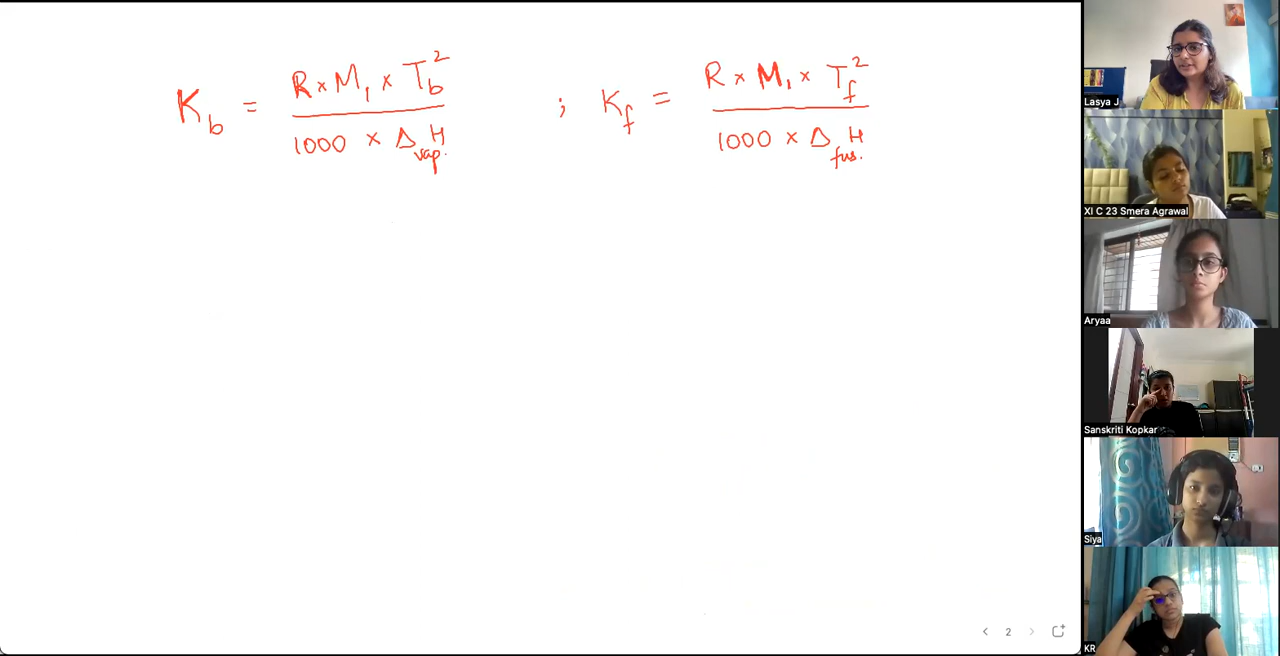 K_b = R × M₁ × T_b² / 1000 × Δ_vap. H ; K_f = R × M₁ × T_f² / 1000 × Δ_fus. H
Lasya J
XI C 23 Smera Agrawal
Aryaa
Sanskriti Kopkar
Siya
KR
< 2 >